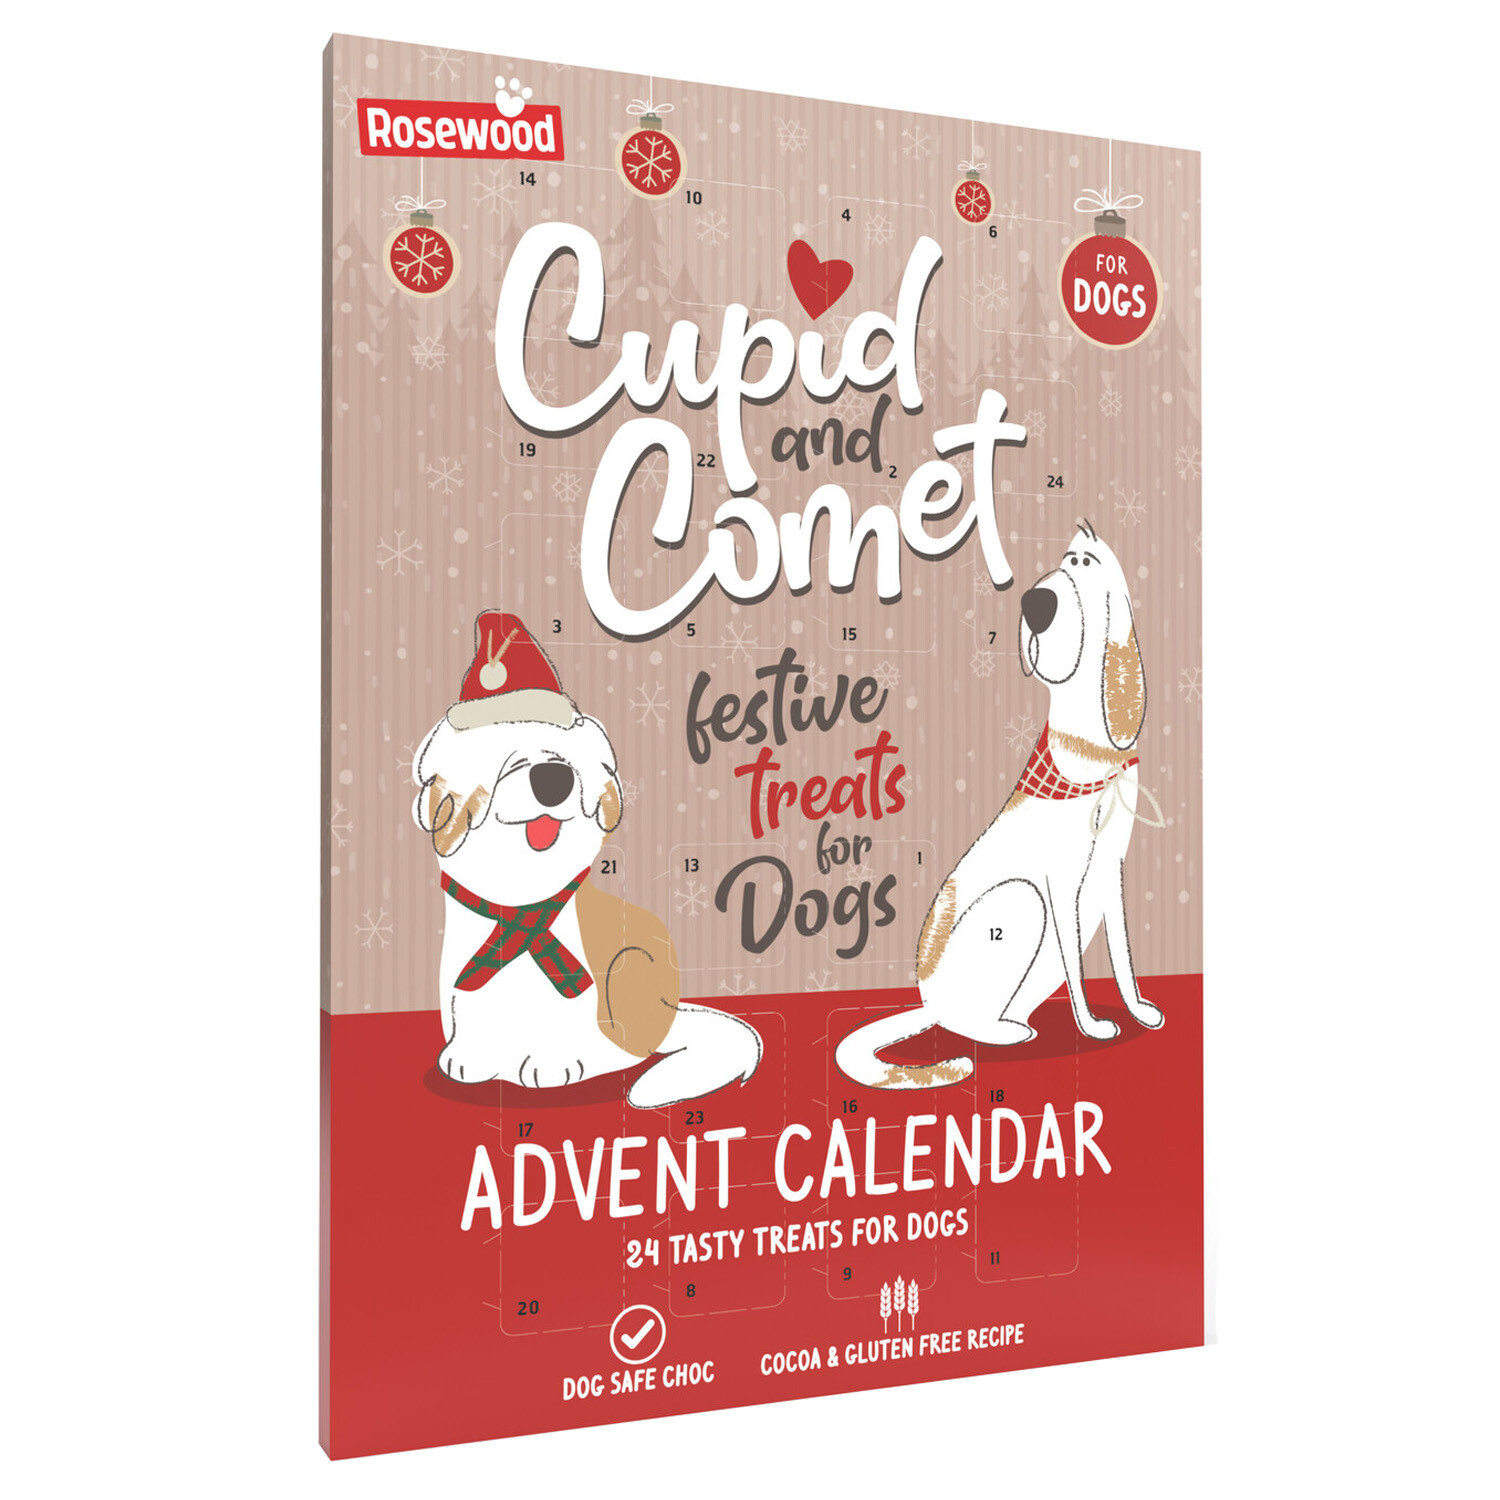 Rosewood
14
10
4
6
FOR
DOGS
Cupid
and
19
22
2
24
Comet
3
5
15
7
festive
treats
for
Dogs
21
13
1
12
17
23
16
18
ADVENT CALENDAR
24 TASTY TREATS FOR DOGS
20
8
9
11
DOG SAFE CHOC
COCOA & GLUTEN FREE RECIPE